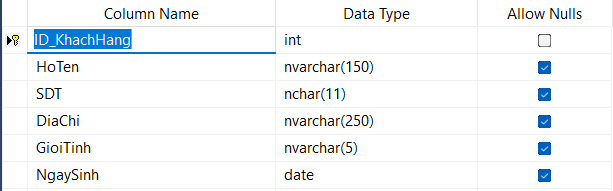 Column Name Data Type Allow Nulls
ID_KhachHang int
HoTen nvarchar(150)
SDT nchar(11)
DiaChi nvarchar(250)
GioiTinh nvarchar(5)
NgaySinh date